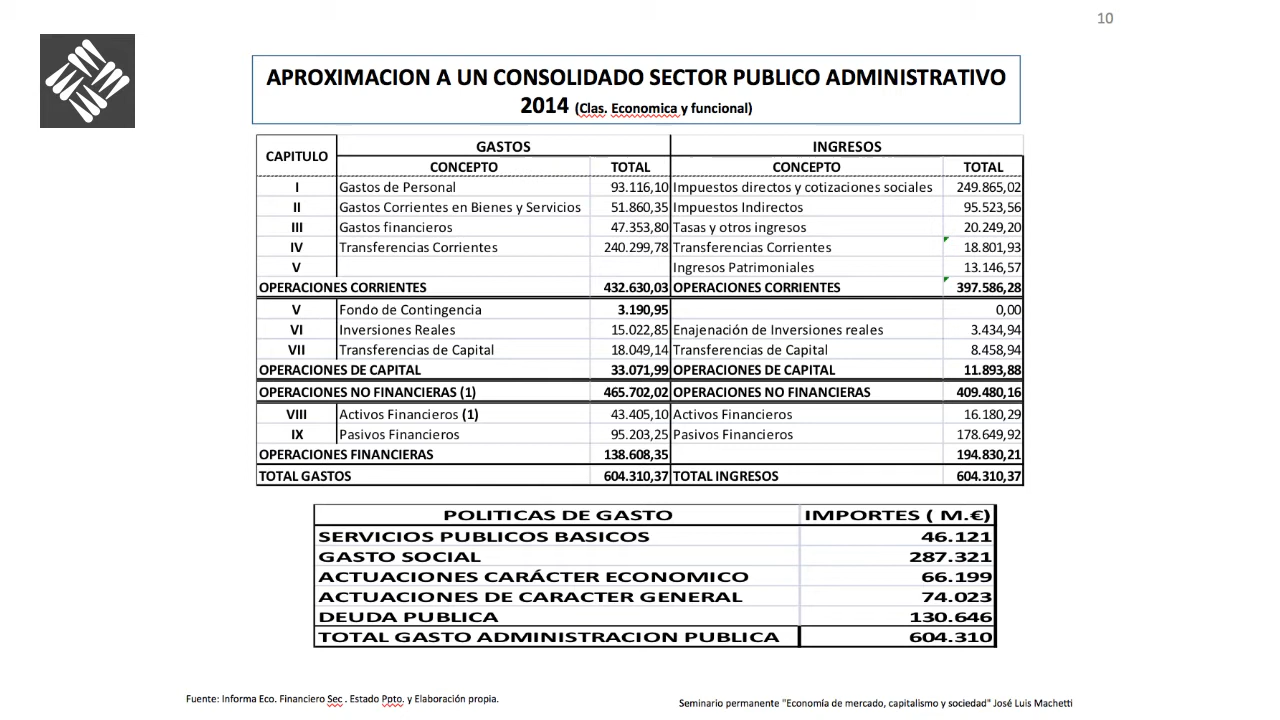 10
APROXIMACION A UN CONSOLIDADO SECTOR PUBLICO ADMINISTRATIVO
2014 (Clas. Economica y funcional)
CAPITULO GASTOS INGRESOS
CONCEPTO TOTAL CONCEPTO TOTAL
I Gastos de Personal 93.116,10 Impuestos directos y cotizaciones sociales 249.865,02
II Gastos Corrientes en Bienes y Servicios 51.860,35 Impuestos Indirectos 95.523,56
III Gastos financieros 47.353,80 Tasas y otros ingresos 20.249,20
IV Transferencias Corrientes 240.299,78 Transferencias Corrientes 18.801,93
V Ingresos Patrimoniales 13.146,57
OPERACIONES CORRIENTES 432.630,03 OPERACIONES CORRIENTES 397.586,28
V Fondo de Contingencia 3.190,95 0,00
VI Inversiones Reales 15.022,85 Enajenación de Inversiones reales 3.434,94
VII Transferencias de Capital 18.049,14 Transferencias de Capital 8.458,94
OPERACIONES DE CAPITAL 33.071,99 OPERACIONES DE CAPITAL 11.893,88
OPERACIONES NO FINANCIERAS (1) 465.702,02 OPERACIONES NO FINANCIERAS 409.480,16
VIII Activos Financieros (1) 43.405,10 Activos Financieros 16.180,29
IX Pasivos Financieros 95.203,25 Pasivos Financieros 178.649,92
OPERACIONES FINANCIERAS 138.608,35 194.830,21
TOTAL GASTOS 604.310,37 TOTAL INGRESOS 604.310,37
POLITICAS DE GASTO IMPORTES ( M.€)
SERVICIOS PUBLICOS BASICOS 46.121
GASTO SOCIAL 287.321
ACTUACIONES CARÁCTER ECONOMICO 66.199
ACTUACIONES DE CARACTER GENERAL 74.023
DEUDA PUBLICA 130.646
TOTAL GASTO ADMINISTRACION PUBLICA 604.310
Fuente: Informa Eco. Financiero Sec . Estado Ppto. y Elaboración propia.
Seminario permanente "Economía de mercado, capitalismo y sociedad" José Luis Machetti